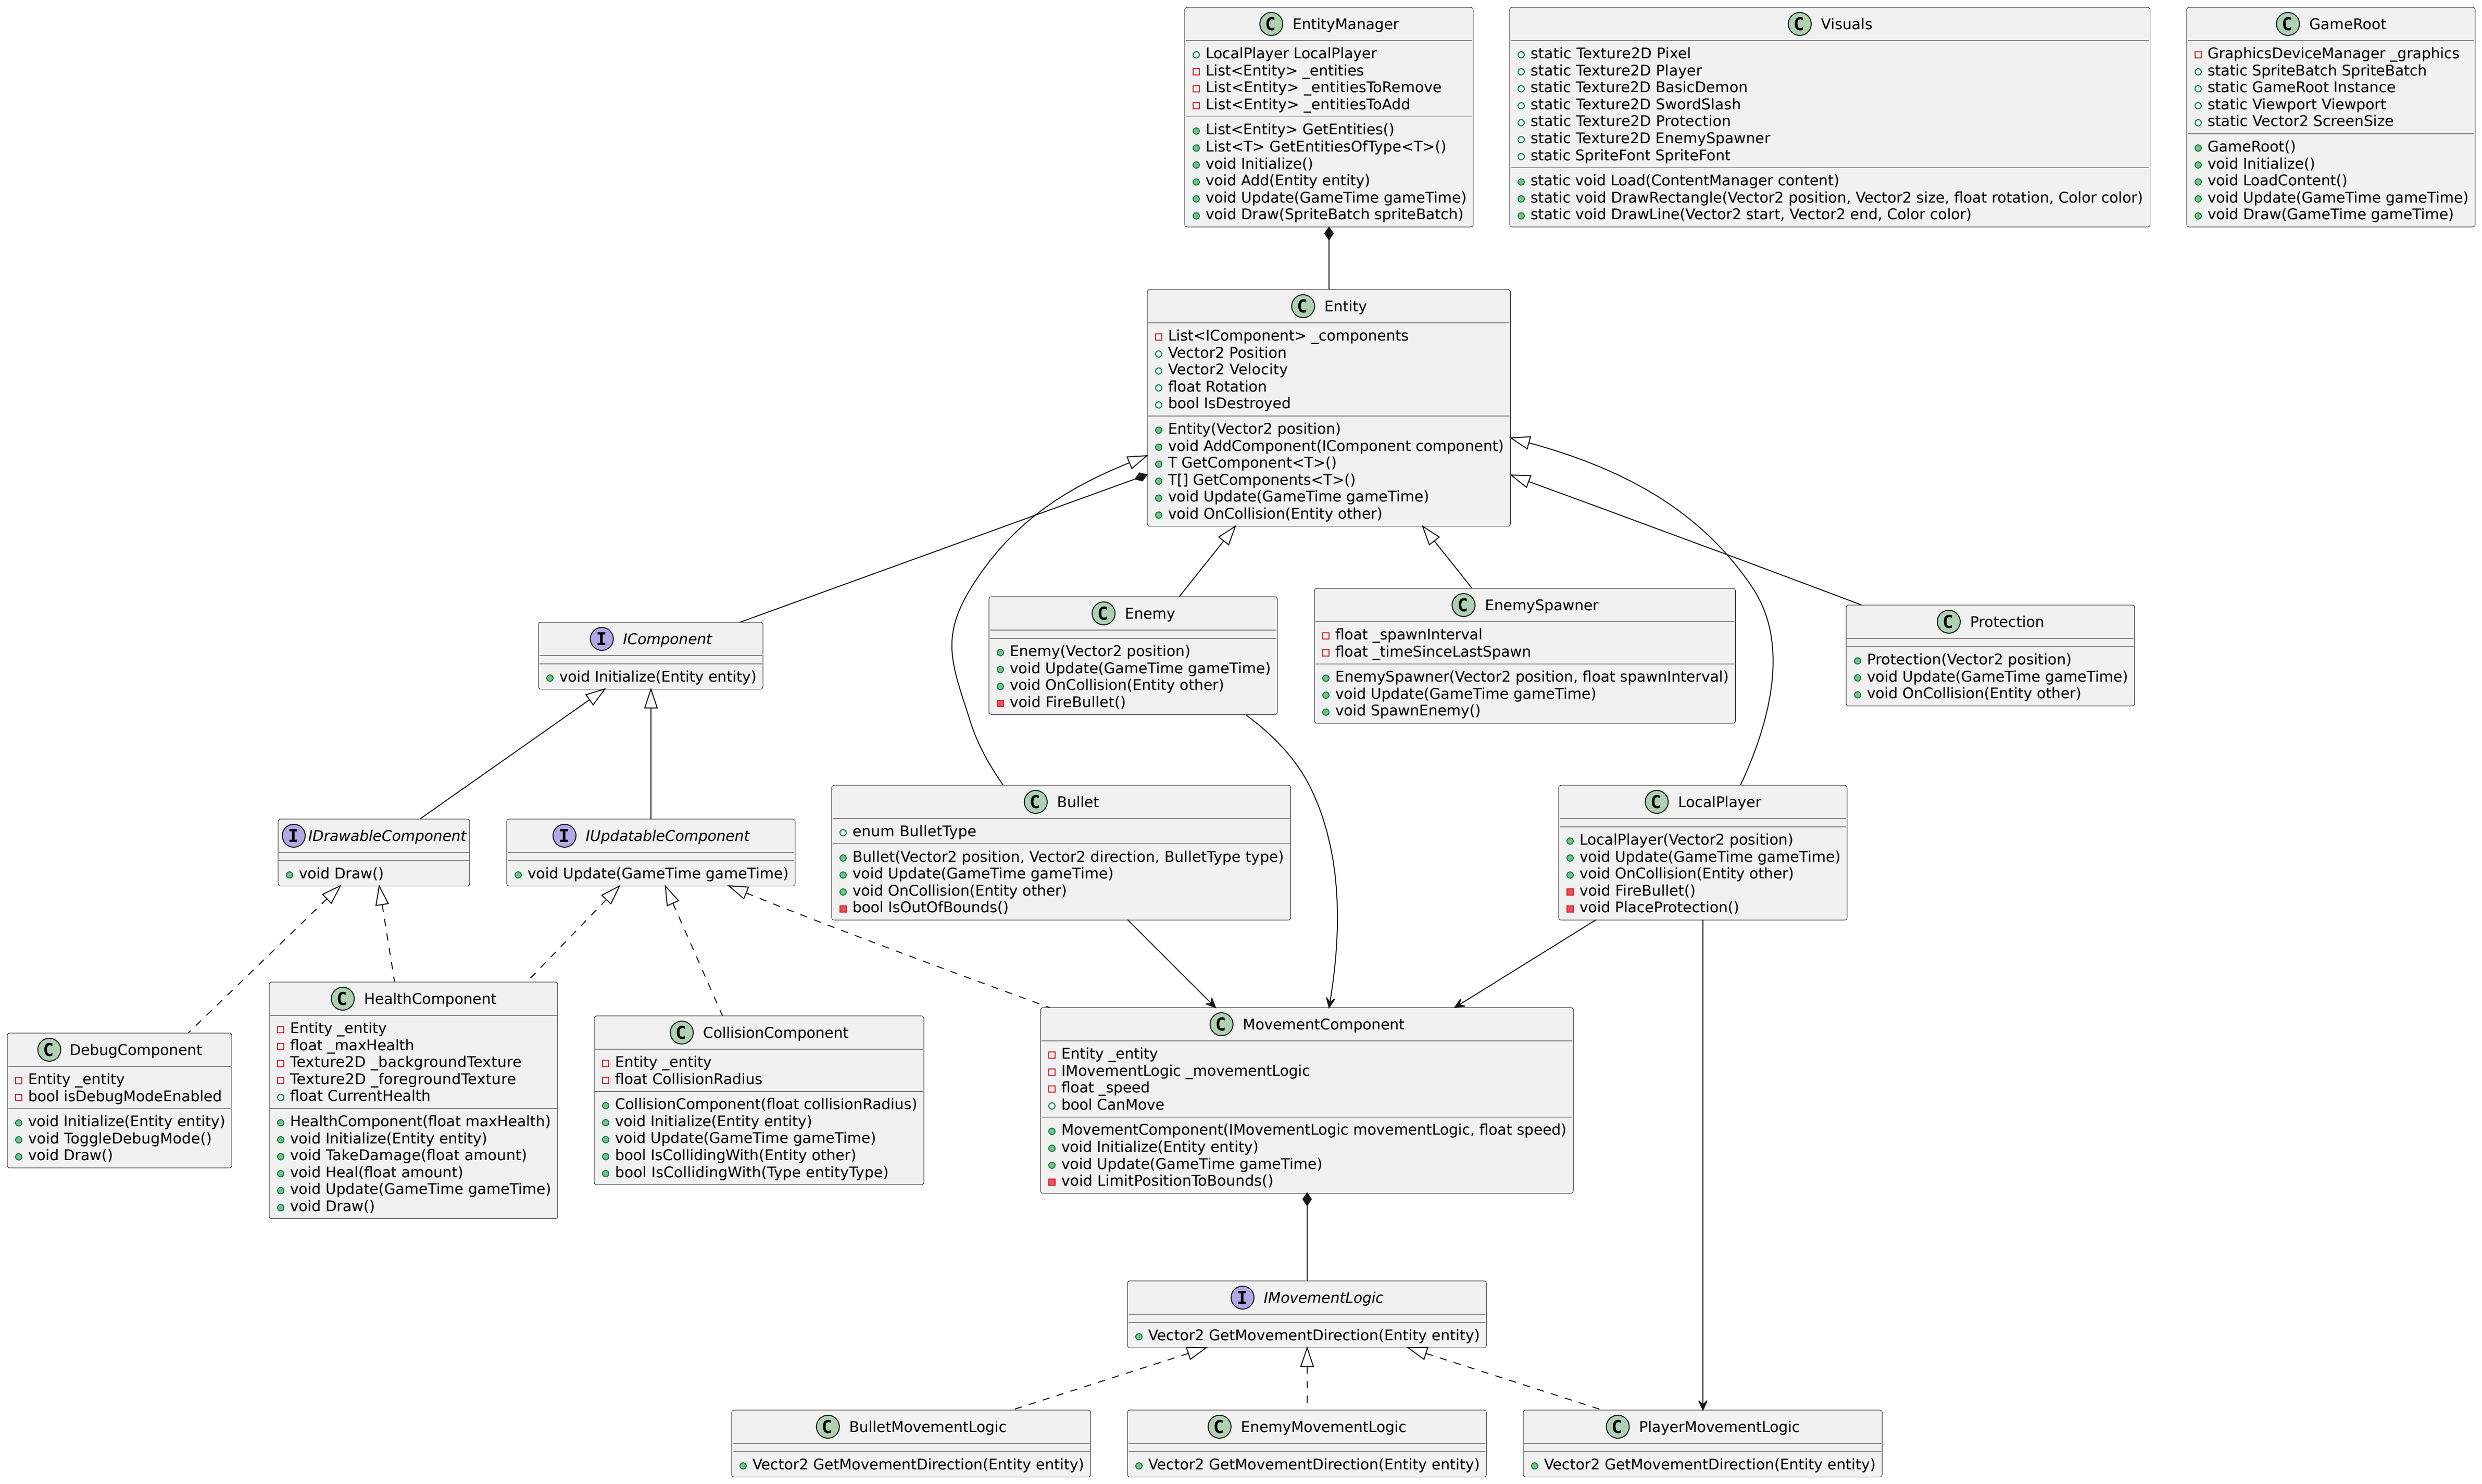 C EntityManager
LocalPlayer LocalPlayer
List<Entity> _entities
List<Entity> _entitiesToRemove
List<Entity> _entitiesToAdd
List<Entity> GetEntities()
List<T> GetEntitiesOfType<T>()
void Initialize()
void Add(Entity entity)
void Update(GameTime gameTime)
void Draw(SpriteBatch spriteBatch)
C Visuals
static Texture2D Pixel
static Texture2D Player
static Texture2D BasicDemon
static Texture2D SwordSlash
static Texture2D Protection
static Texture2D EnemySpawner
static SpriteFont SpriteFont
static void Load(ContentManager content)
static void DrawRectangle(Vector2 position, Vector2 size, float rotation, Color color)
static void DrawLine(Vector2 start, Vector2 end, Color color)
C GameRoot
GraphicsDeviceManager _graphics
static SpriteBatch SpriteBatch
static GameRoot Instance
static Viewport Viewport
static Vector2 ScreenSize
GameRoot()
void Initialize()
void LoadContent()
void Update(GameTime gameTime)
void Draw(GameTime gameTime)
C Entity
List<IComponent> _components
Vector2 Position
Vector2 Velocity
float Rotation
bool IsDestroyed
Entity(Vector2 position)
void AddComponent(IComponent component)
T GetComponent<T>()
T[] GetComponents<T>()
void Update(GameTime gameTime)
void OnCollision(Entity other)
I IComponent
void Initialize(Entity entity)
C Enemy
Enemy(Vector2 position)
void Update(GameTime gameTime)
void OnCollision(Entity other)
void FireBullet()
C EnemySpawner
float _spawnInterval
float _timeSinceLastSpawn
EnemySpawner(Vector2 position, float spawnInterval)
void Update(GameTime gameTime)
void SpawnEnemy()
C Protection
Protection(Vector2 position)
void Update(GameTime gameTime)
void OnCollision(Entity other)
I IDrawableComponent
void Draw()
I IUpdatableComponent
void Update(GameTime gameTime)
C Bullet
enum BulletType
Bullet(Vector2 position, Vector2 direction, BulletType type)
void Update(GameTime gameTime)
void OnCollision(Entity other)
bool IsOutOfBounds()
C LocalPlayer
LocalPlayer(Vector2 position)
void Update(GameTime gameTime)
void OnCollision(Entity other)
void FireBullet()
void PlaceProtection()
C DebugComponent
Entity _entity
bool isDebugModeEnabled
void Initialize(Entity entity)
void ToggleDebugMode()
void Draw()
C HealthComponent
Entity _entity
float _maxHealth
Texture2D _backgroundTexture
Texture2D _foregroundTexture
float CurrentHealth
HealthComponent(float maxHealth)
void Initialize(Entity entity)
void TakeDamage(float amount)
void Heal(float amount)
void Update(GameTime gameTime)
void Draw()
C CollisionComponent
Entity _entity
float CollisionRadius
CollisionComponent(float collisionRadius)
void Initialize(Entity entity)
void Update(GameTime gameTime)
bool IsCollidingWith(Entity other)
bool IsCollidingWith(Type entityType)
C MovementComponent
Entity _entity
IMovementLogic _movementLogic
float _speed
bool CanMove
MovementComponent(IMovementLogic movementLogic, float speed)
void Initialize(Entity entity)
void Update(GameTime gameTime)
void LimitPositionToBounds()
I IMovementLogic
Vector2 GetMovementDirection(Entity entity)
C BulletMovementLogic
Vector2 GetMovementDirection(Entity entity)
C EnemyMovementLogic
Vector2 GetMovementDirection(Entity entity)
C PlayerMovementLogic
Vector2 GetMovementDirection(Entity entity)